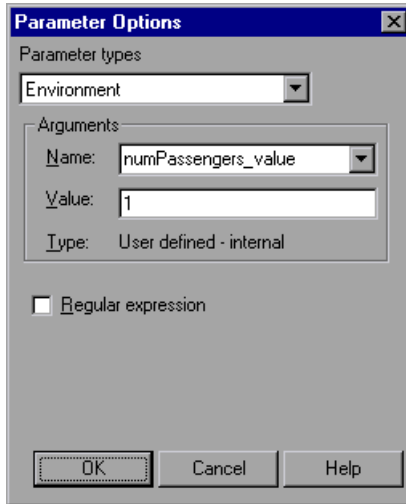 Parameter Options
Parameter types
Environment
Arguments
Name: numPassengers_value
Value: 1
Type: User defined - internal
Regular expression
OK Cancel Help